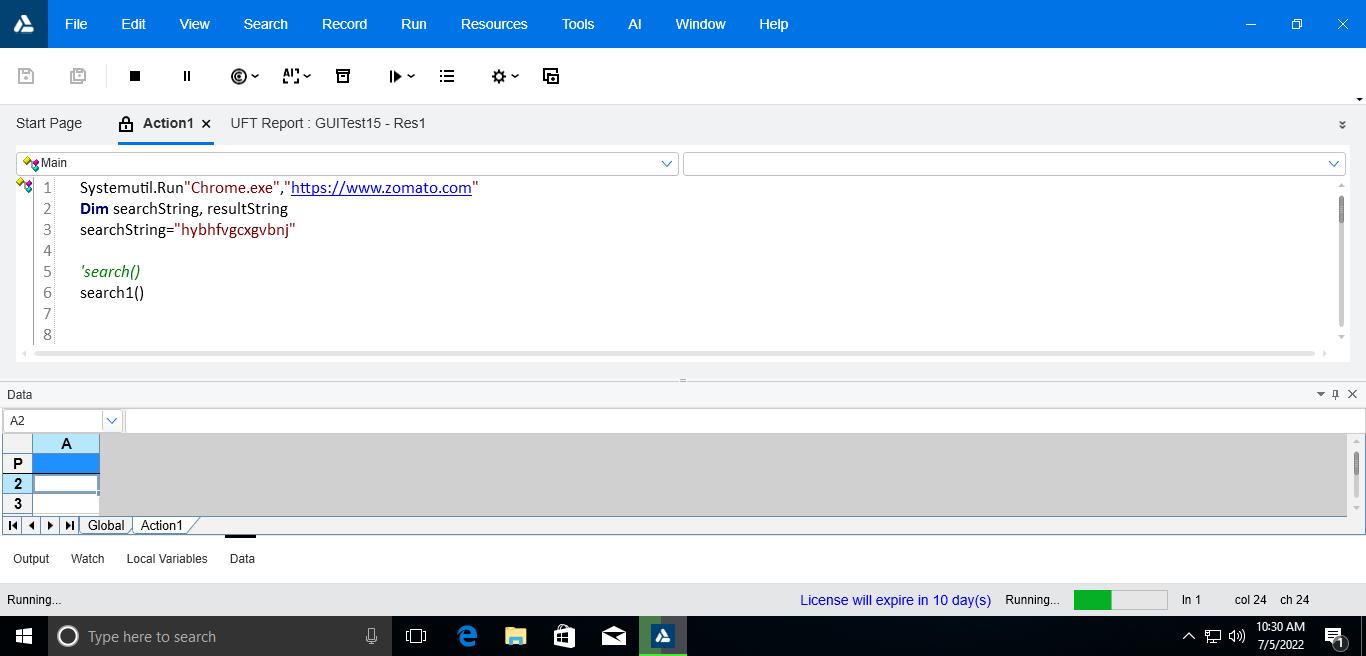 File Edit View Search Record Run Resources Tools AI Window Help
AI
Start Page Action1 UFT Report : GUITest15 - Res1
Main
1 Systemutil.Run"Chrome.exe","https://www.zomato.com"
2 Dim searchString, resultString
3 searchString="hybhfvgcxgvbnj"
4
5 'search()
6 search1()
7
8
Data
A2
A
P
2
3
Global Action1
Output Watch Local Variables Data
Running... License will expire in 10 day(s) Running... ln 1 col 24 ch 24
Type here to search 10:30 AM
7/5/2022 1